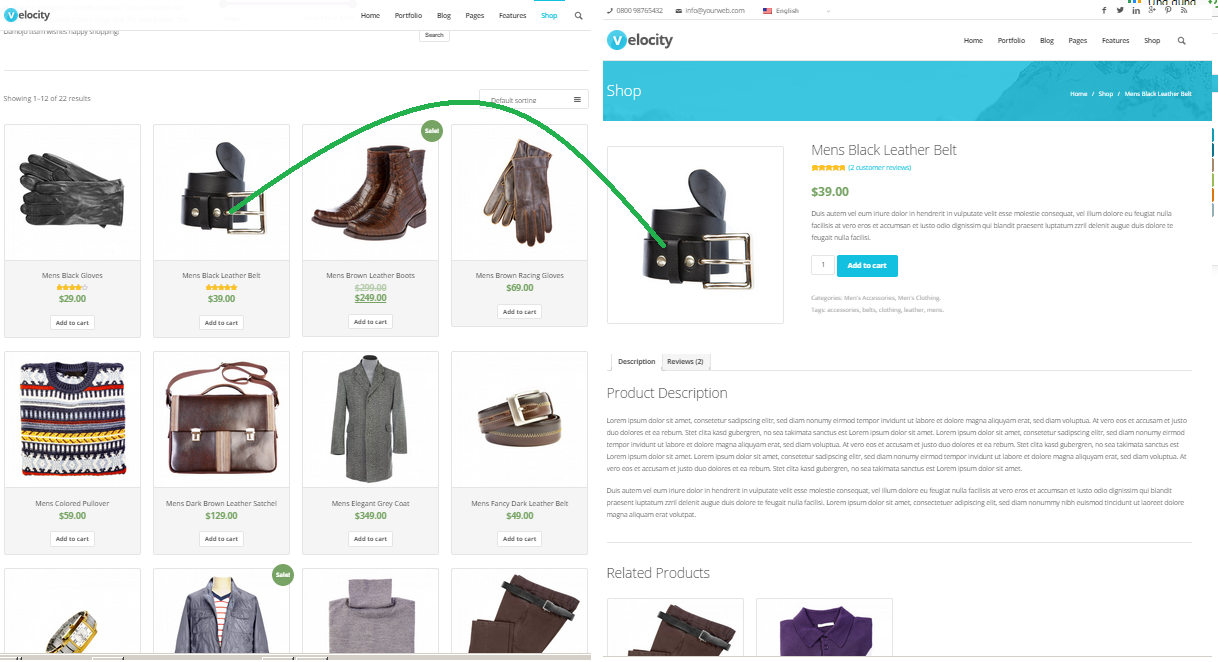 Velocity
Home Portfolio Blog Pages Features Shop
Damojo team wishes happy shopping!
Search
Showing 1–12 of 22 results
Default sorting
Sale!
Mens Black Gloves
$29.00
Add to cart
Mens Black Leather Belt
$39.00
Add to cart
Mens Brown Leather Boots
$299.00
$249.00
Add to cart
Mens Brown Racing Gloves
$69.00
Add to cart
Mens Colored Pullover
$59.00
Add to cart
Mens Dark Brown Leather Satchel
$129.00
Add to cart
Mens Elegant Grey Coat
$349.00
Add to cart
Mens Fancy Dark Leather Belt
$49.00
Add to cart
Sale!
0800 98765432 info@yourweb.com English
Ứng dụng
Velocity
Home Portfolio Blog Pages Features Shop
Shop
Home / Shop / Mens Black Leather Belt
Mens Black Leather Belt
(2 customer reviews)
$39.00
Duis autem vel eum iriure dolor in hendrerit in vulputate velit esse molestie consequat, vel illum dolore eu feugiat nulla
facilisis at vero eros et accumsan et iusto odio dignissim qui blandit praesent luptatum zzril delenit augue duis dolore te
feugait nulla facilisi.
1 Add to cart
Categories: Men's Accessories, Men's Clothing.
Tags: accessories, belts, clothing, leather, mens.
Description Reviews (2)
Product Description
Lorem ipsum dolor sit amet, consetetur sadipscing elitr, sed diam nonumy eirmod tempor invidunt ut labore et dolore magna aliquyam erat, sed diam voluptua. At vero eos et accusam et justo
duo dolores et ea rebum. Stet clita kasd gubergren, no sea takimata sanctus est Lorem ipsum dolor sit amet. Lorem ipsum dolor sit amet, consetetur sadipscing elitr, sed diam nonumy eirmod
tempor invidunt ut labore et dolore magna aliquyam erat, sed diam voluptua. At vero eos et accusam et justo duo dolores et ea rebum. Stet clita kasd gubergren, no sea takimata sanctus est
Lorem ipsum dolor sit amet. Lorem ipsum dolor sit amet, consetetur sadipscing elitr, sed diam nonumy eirmod tempor invidunt ut labore et dolore magna aliquyam erat, sed diam voluptua. At
vero eos et accusam et justo duo dolores et ea rebum. Stet clita kasd gubergren, no sea takimata sanctus est Lorem ipsum dolor sit amet.
Duis autem vel eum iriure dolor in hendrerit in vulputate velit esse molestie consequat, vel illum dolore eu feugiat nulla facilisis at vero eros et accumsan et iusto odio dignissim qui blandit
praesent luptatum zzril delenit augue duis dolore te feugait nulla facilisi. Lorem ipsum dolor sit amet, consectetuer adipiscing elit, sed diam nonummy nibh euismod tincidunt ut laoreet dolore
magna aliquam erat volutpat.
Related Products